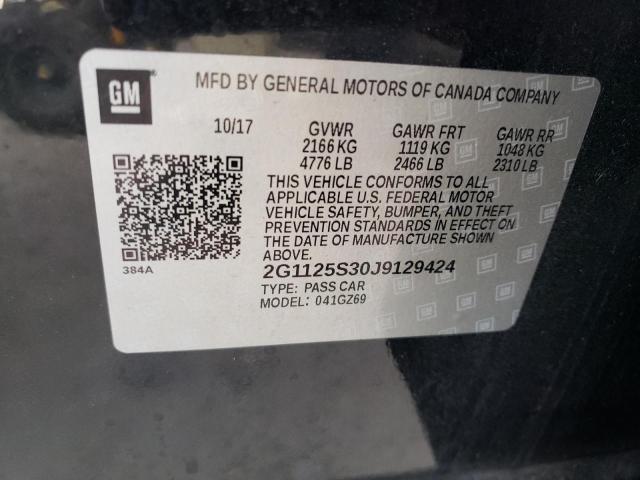 GM
MFD BY GENERAL MOTORS OF CANADA COMPANY
10/17 GVWR GAWR FRT GAWR RR
2166 KG 1119 KG 1048 KG
4776 LB 2466 LB 2310 LB
THIS VEHICLE CONFORMS TO ALL
APPLICABLE U.S. FEDERAL MOTOR
VEHICLE SAFETY, BUMPER, AND THEFT
PREVENTION STANDARDS IN EFFECT ON
THE DATE OF MANUFACTURE SHOWN
ABOVE.
384A
2G1125S30J9129424
TYPE: PASS CAR
MODEL: 041GZ69